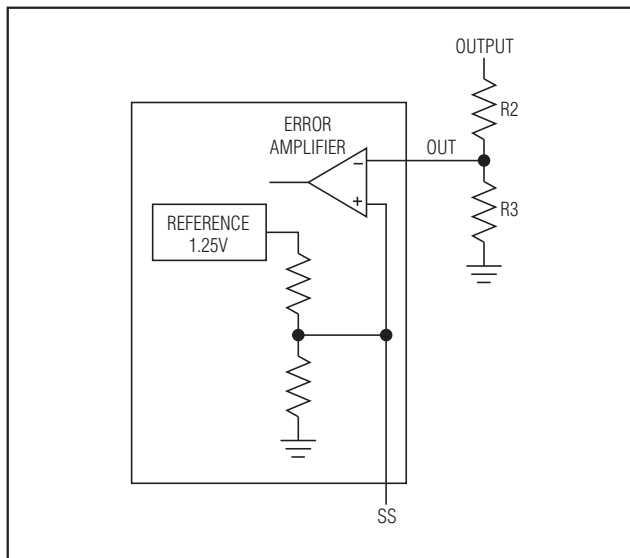 OUTPUT
R2
ERROR
AMPLIFIER
OUT
−
+
REFERENCE
1.25V
R3
SS